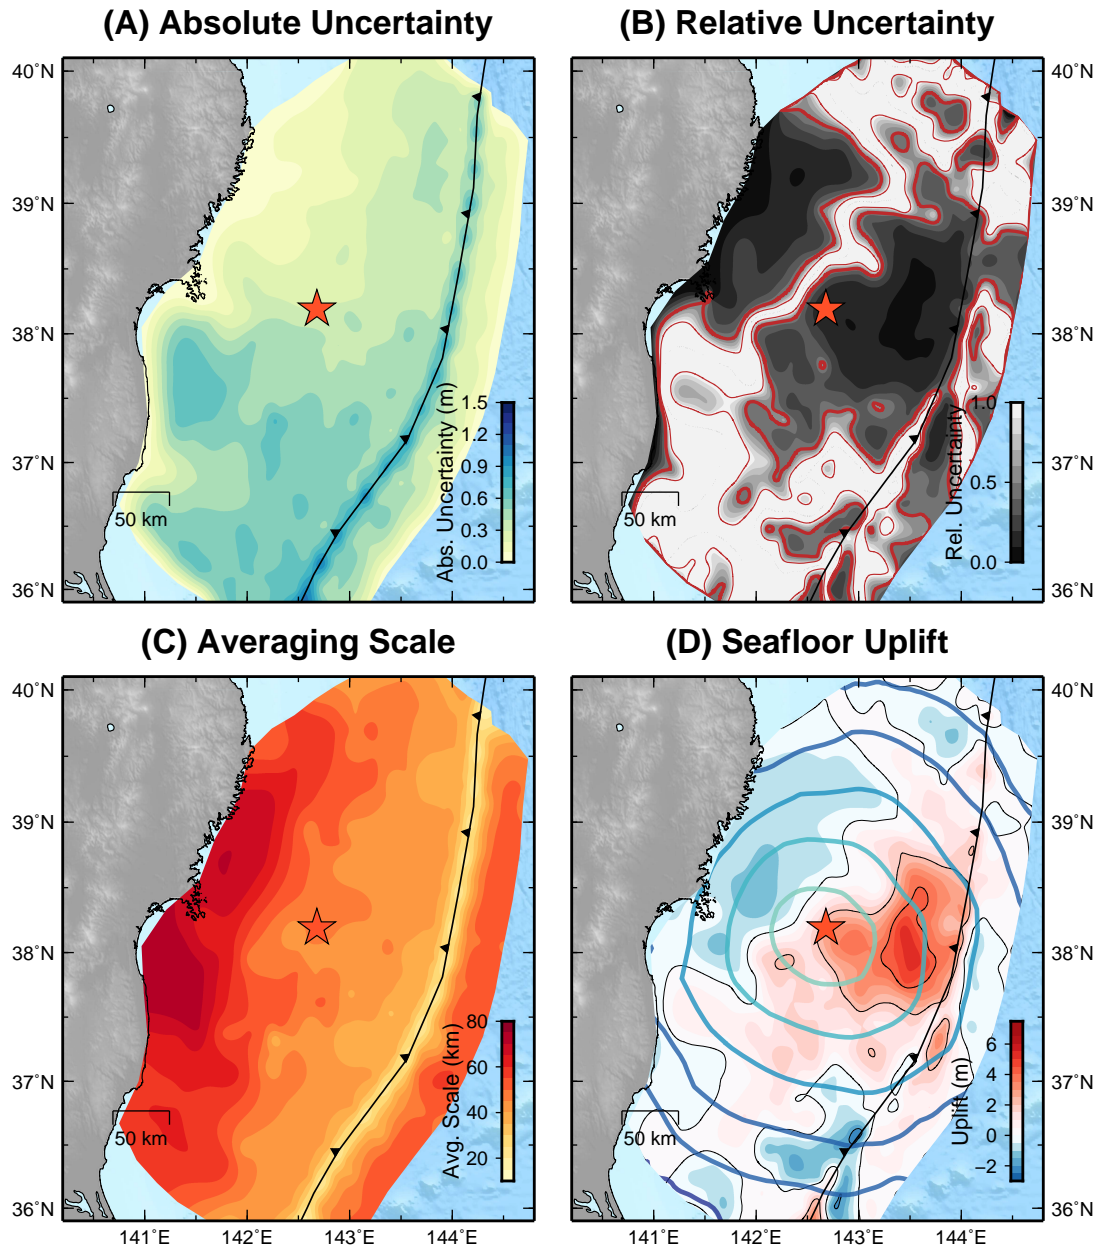 (A) Absolute Uncertainty
(B) Relative Uncertainty
40°N
39°N
38°N
37°N
36°N
50 km
Abs. Uncertainty (m)
1.5
1.2
0.9
0.6
0.3
0.0
50 km
Rel. Uncertainty
1.0
0.5
0.0
40°N
39°N
38°N
37°N
36°N
(C) Averaging Scale
(D) Seafloor Uplift
40°N
39°N
38°N
37°N
36°N
50 km
Avg. Scale (km)
80
60
40
20
141°E
142°E
143°E
144°E
50 km
Uplift (m)
6
4
2
0
−2
40°N
39°N
38°N
37°N
36°N
141°E
142°E
143°E
144°E